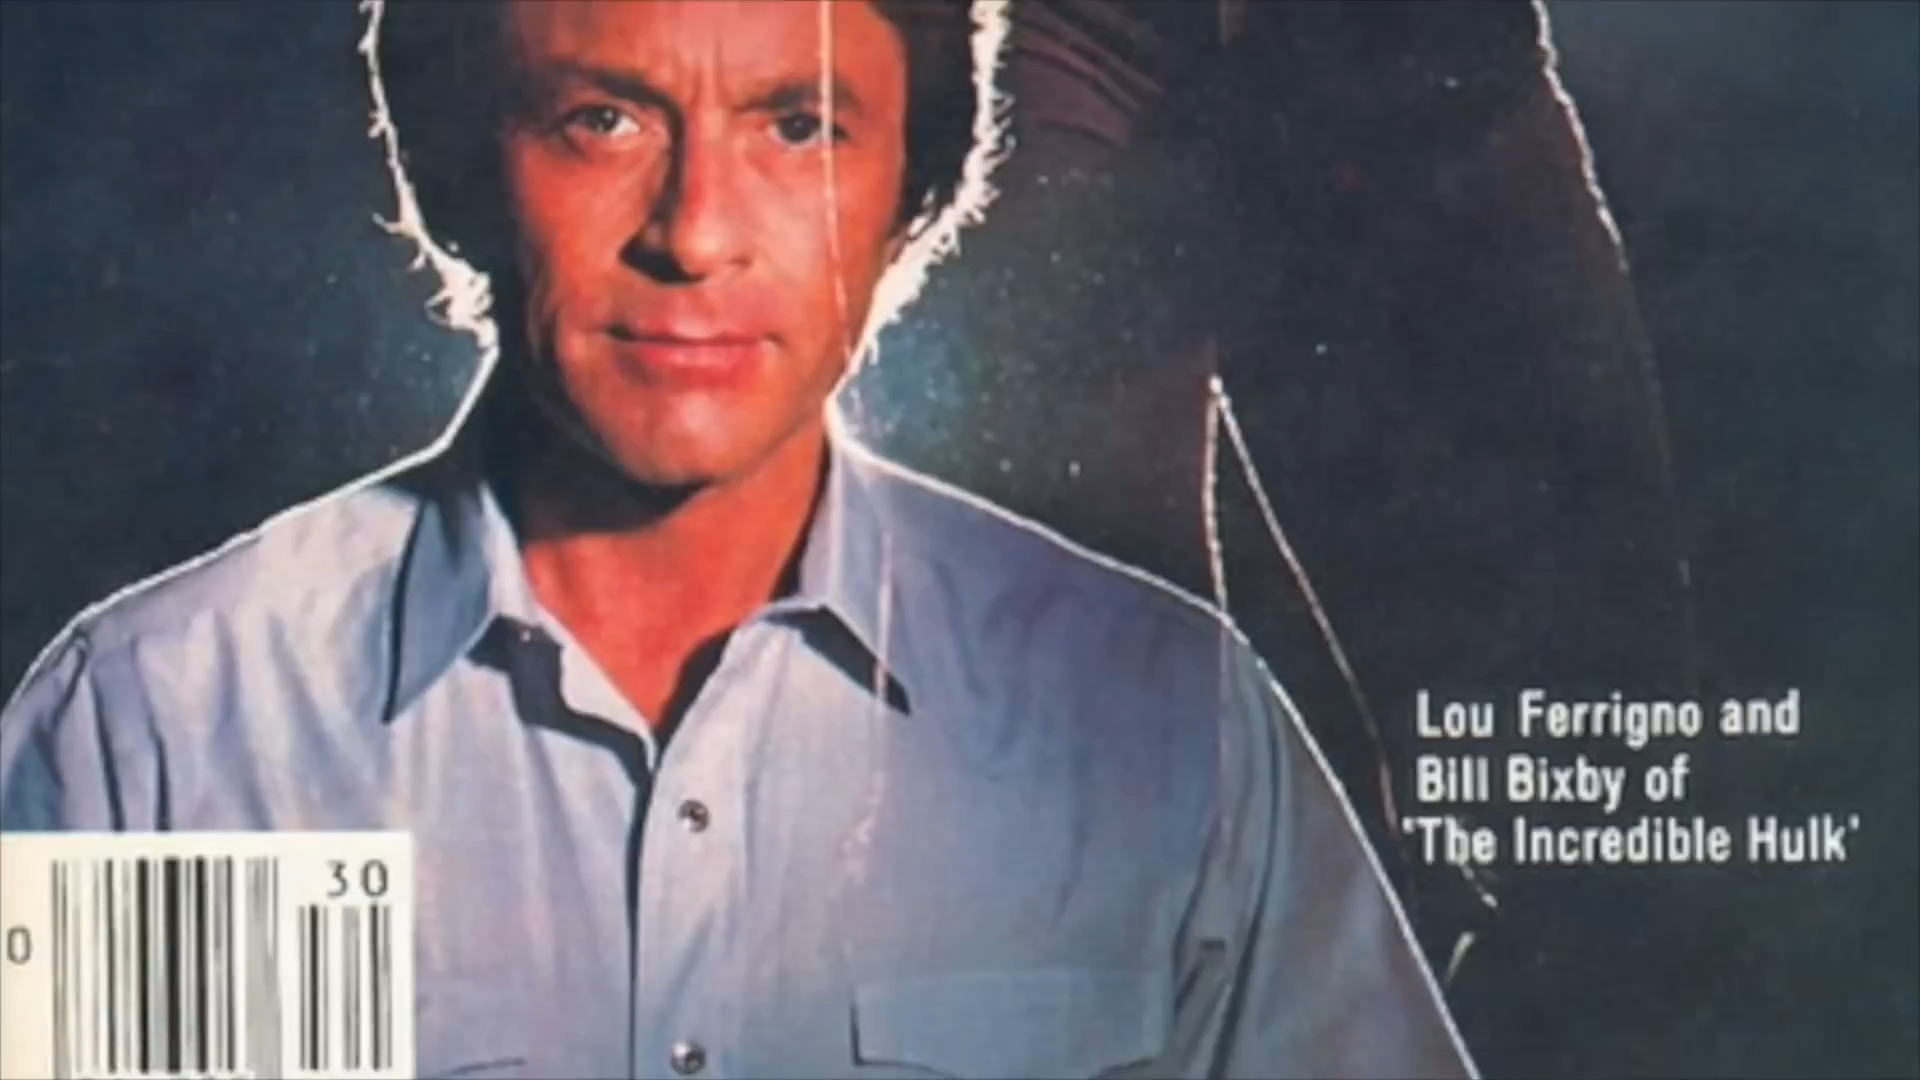 Lou Ferrigno and
Bill Bixby of
'The Incredible Hulk'
30
0